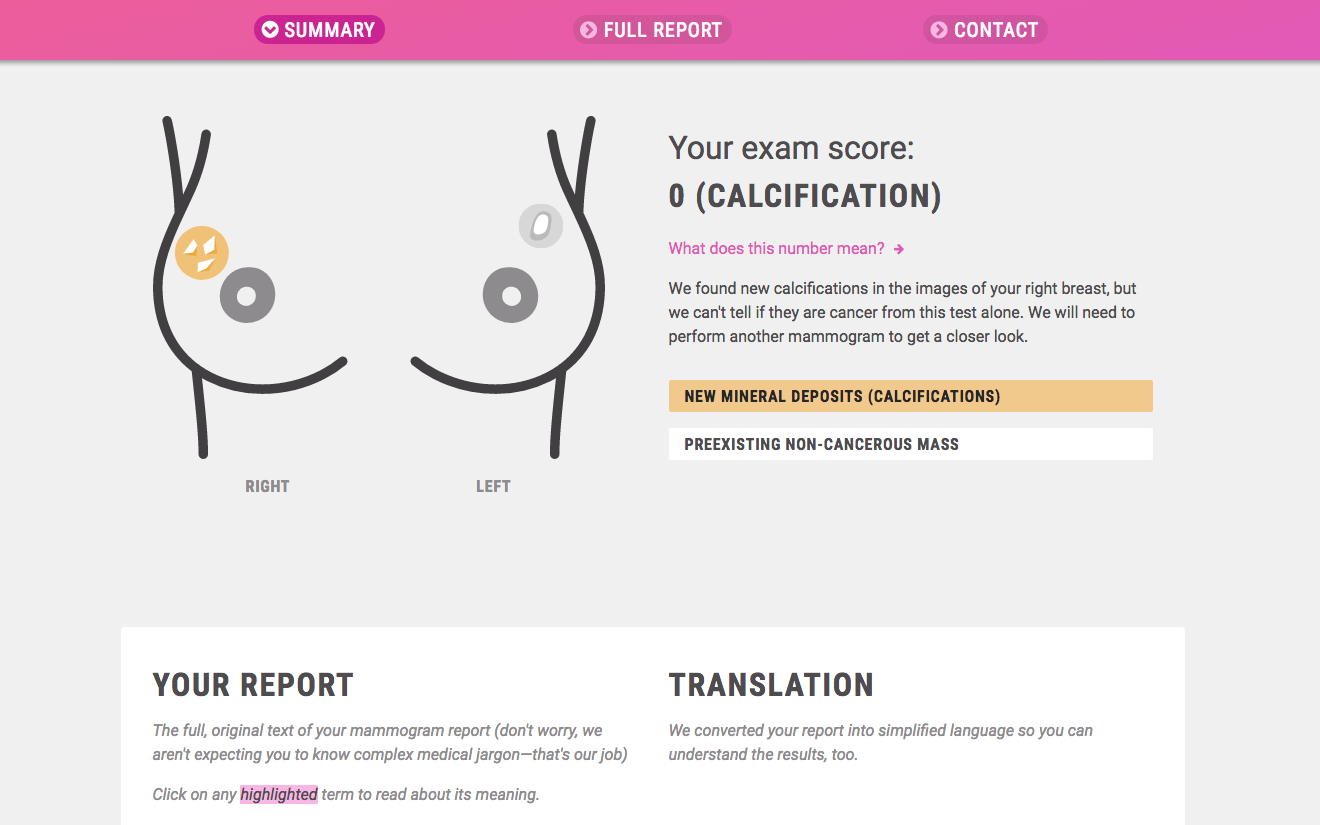 SUMMARY
FULL REPORT
CONTACT
Your exam score:
0 (CALCIFICATION)
What does this number mean?
We found new calcifications in the images of your right breast, but
we can't tell if they are cancer from this test alone. We will need to
perform another mammogram to get a closer look.
NEW MINERAL DEPOSITS (CALCIFICATIONS)
PREEXISTING NON-CANCEROUS MASS
RIGHT
LEFT
YOUR REPORT
The full, original text of your mammogram report (don't worry, we
aren't expecting you to know complex medical jargon—that's our job)
Click on any highlighted term to read about its meaning.
TRANSLATION
We converted your report into simplified language so you can
understand the results, too.